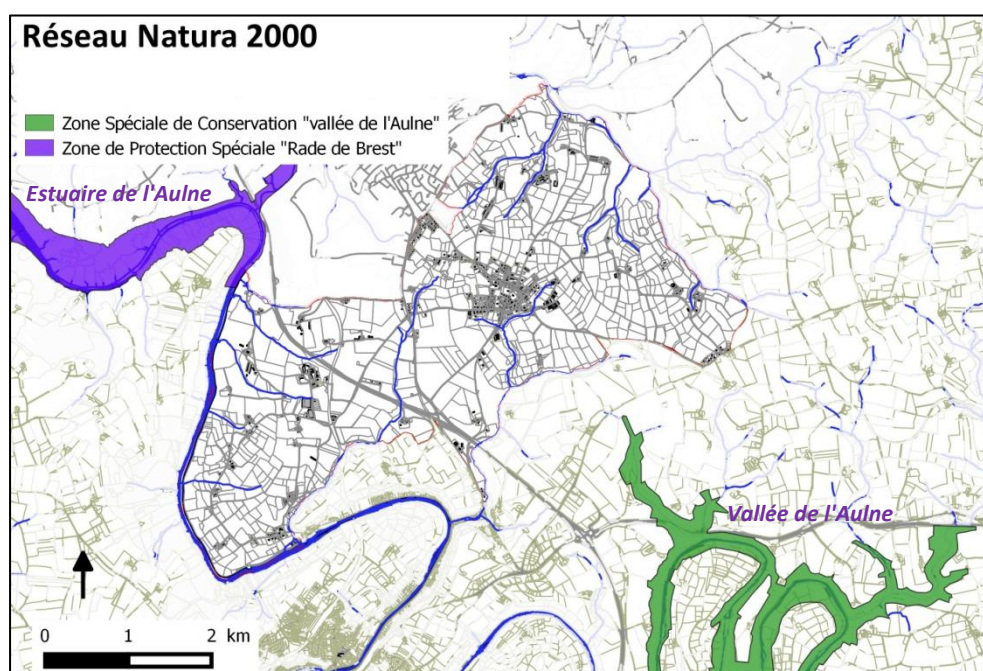 Réseau Natura 2000
Zone Spéciale de Conservation "vallée de l'Aulne"
Zone de Protection Spéciale "Rade de Brest"
Estuaire de l'Aulne
Vallée de l'Aulne
0 1 2 km